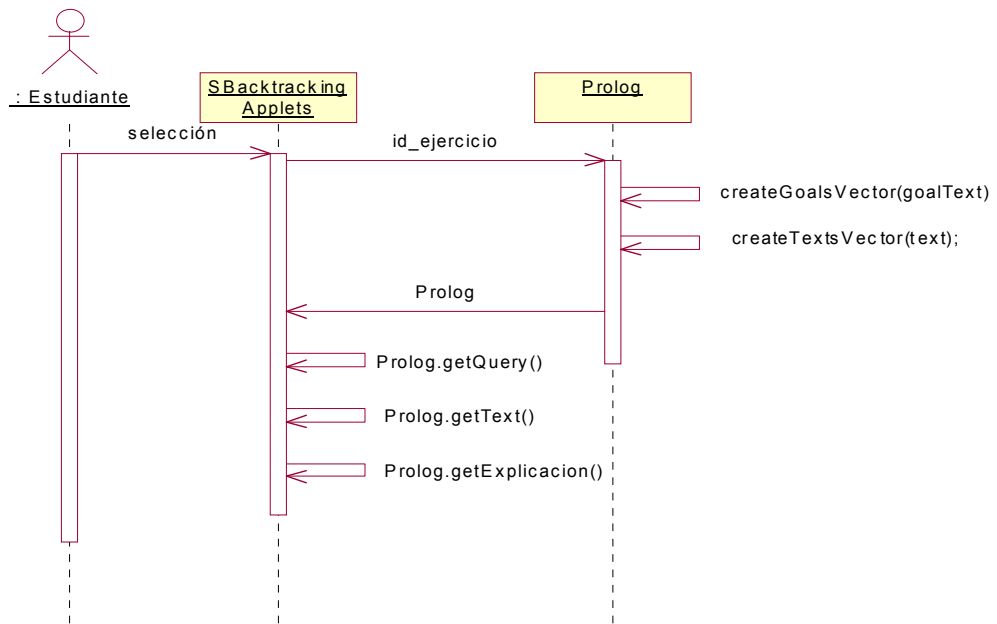 : Estudiante
SBacktracking
Applets
Prolog
selección
id_ejercicio
createGoalsVector(goalText)
createTextsVector(text);
Prolog
Prolog.getQuery()
Prolog.getText()
Prolog.getExplicacion()